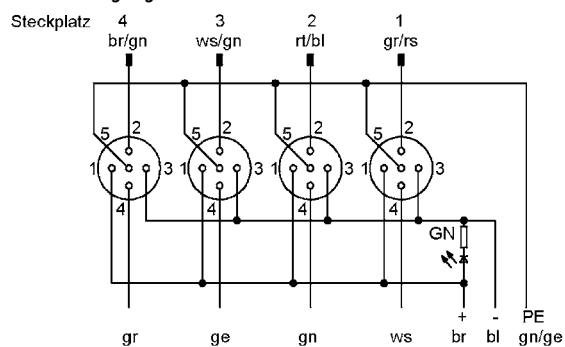 Steckplatz 4 3 2 1
br/gn ws/gn rt/bl gr/rs
5 2 5 2 5 2 5 2
1 3 1 3 1 3 1 3
4 4 4 4
GN
+ - PE
gr ge gn ws br bl gn/ge